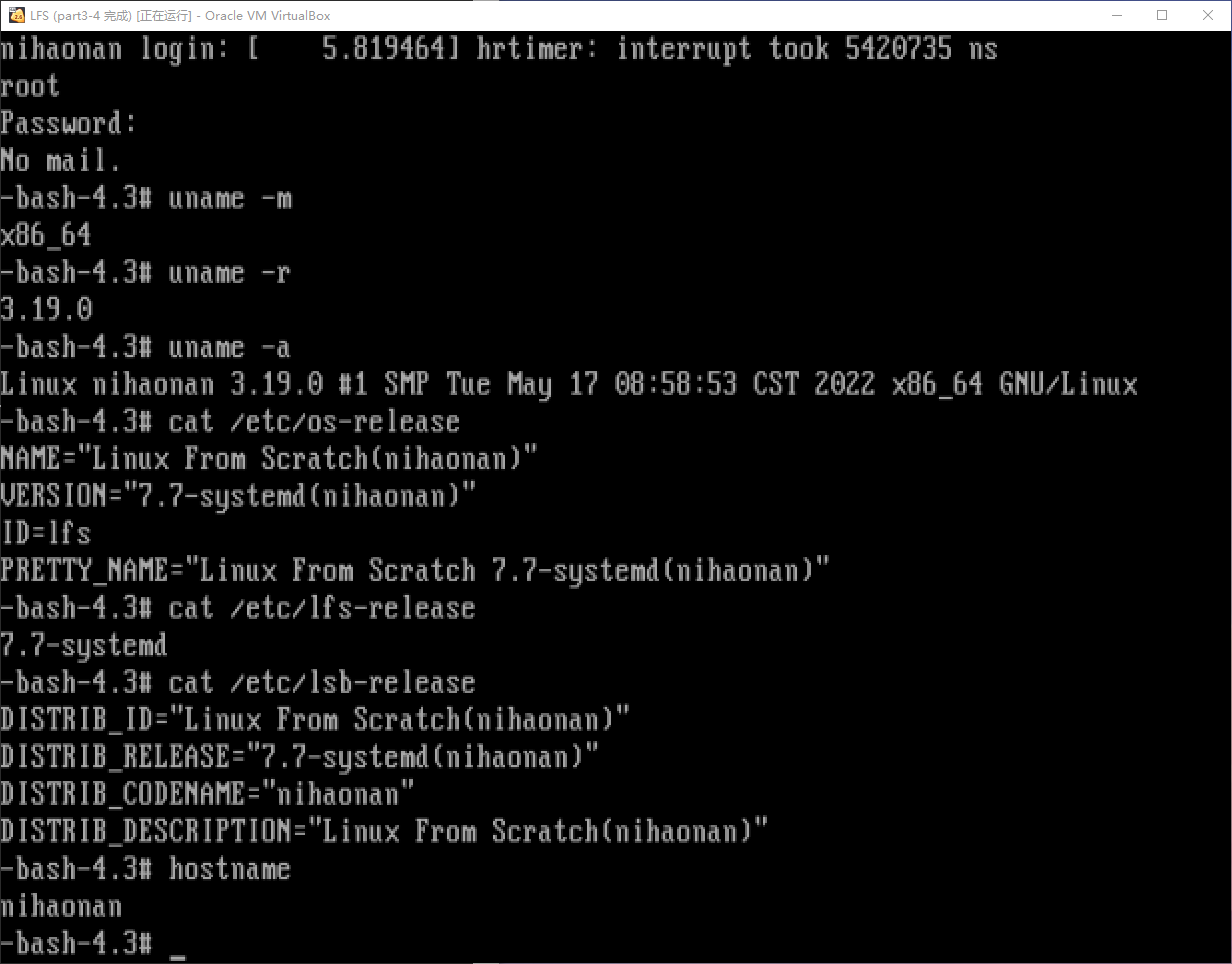 LFS (part3-4 完成) [正在运行] - Oracle VM VirtualBox
nihaonan login: [    5.819464] hrtimer: interrupt took 5420735 ns
root
Password:
No mail.
-bash-4.3# uname -m
x86_64
-bash-4.3# uname -r
3.19.0
-bash-4.3# uname -a
Linux nihaonan 3.19.0 #1 SMP Tue May 17 08:58:53 CST 2022 x86_64 GNU/Linux
-bash-4.3# cat /etc/os-release
NAME="Linux From Scratch(nihaonan)"
VERSION="7.7-systemd(nihaonan)"
ID=lfs
PRETTY_NAME="Linux From Scratch 7.7-systemd(nihaonan)"
-bash-4.3# cat /etc/lfs-release
7.7-systemd
-bash-4.3# cat /etc/lsb-release
DISTRIB_ID="Linux From Scratch(nihaonan)"
DISTRIB_RELEASE="7.7-systemd(nihaonan)"
DISTRIB_CODENAME="nihaonan"
DISTRIB_DESCRIPTION="Linux From Scratch(nihaonan)"
-bash-4.3# hostname
nihaonan
-bash-4.3# _